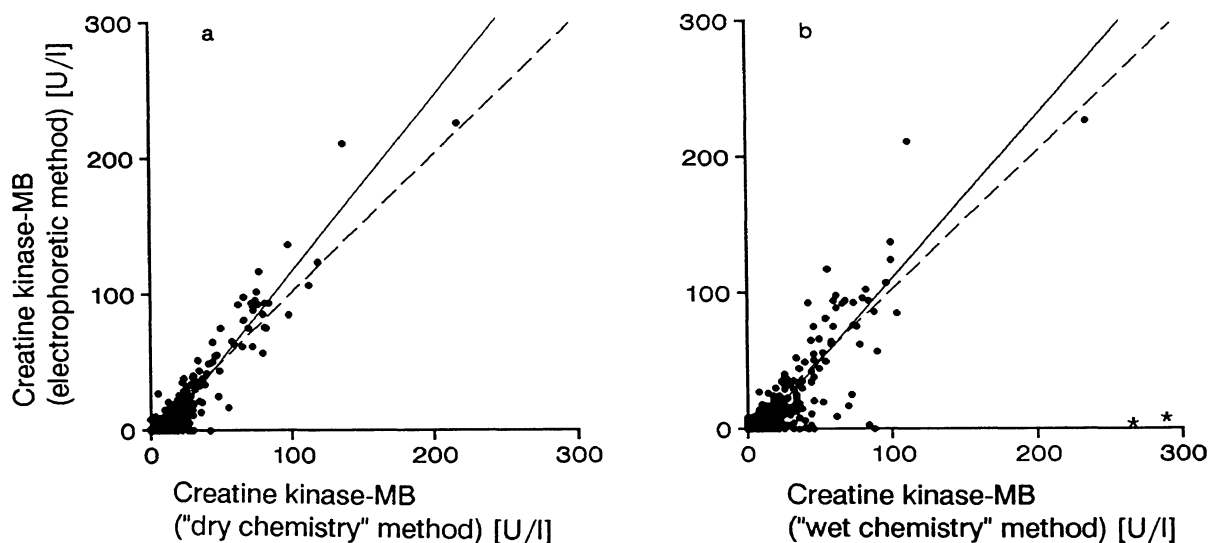 a
300
200
100
0
0
100
200
300
Creatine kinase-MB
(electrophoretic method) [U/l]
Creatine kinase-MB
("dry chemistry" method) [U/l]
b
300
200
100
0
0
100
200
300
*
*
Creatine kinase-MB
("wet chemistry" method) [U/l]